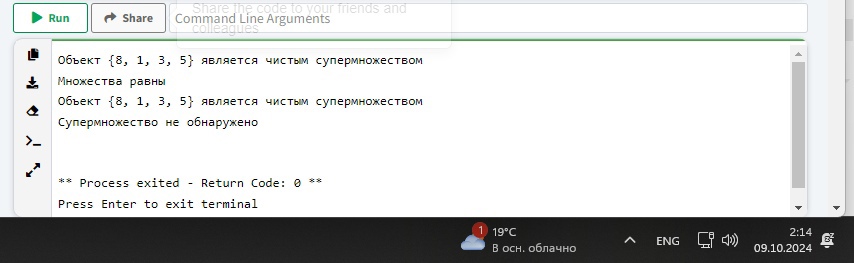 Share the code to your friends and
colleagues
Run
Share
Command Line Arguments
Объект {8, 1, 3, 5} является чистым супермножеством
Множества равны
Объект {8, 1, 3, 5} является чистым супермножеством
Супермножество не обнаружено
** Process exited - Return Code: 0 **
Press Enter to exit terminal
1
19°C
В осн. облачно
ENG
2:14
09.10.2024